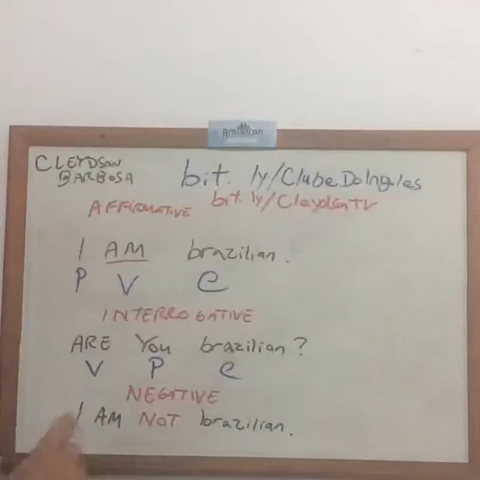 American
CLEYDSON
BARBOSA
bit.ly/ClubeDoIngles
AFFIRMATIVE bit.ly/CleydsonTV
I AM brazilian.
P V C
INTERROGATIVE
ARE You brazilian?
V P C
NEGATIVE
I AM NOT brazilian.